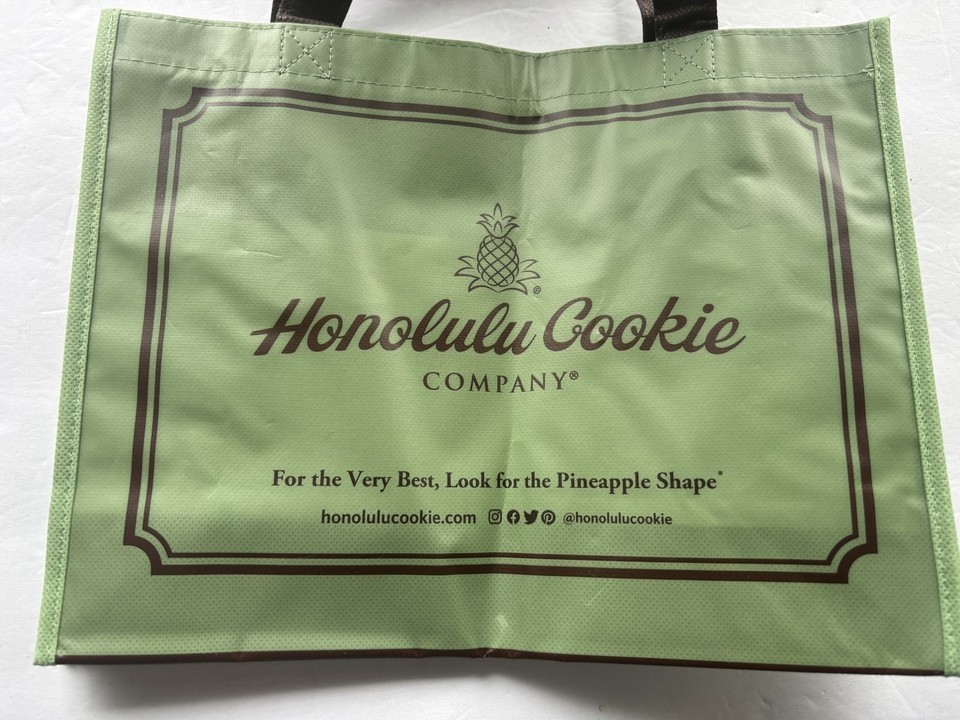 Honolulu Cookie
COMPANY®
For the Very Best, Look for the Pineapple Shape®
honolulucookie.com @honolulucookie